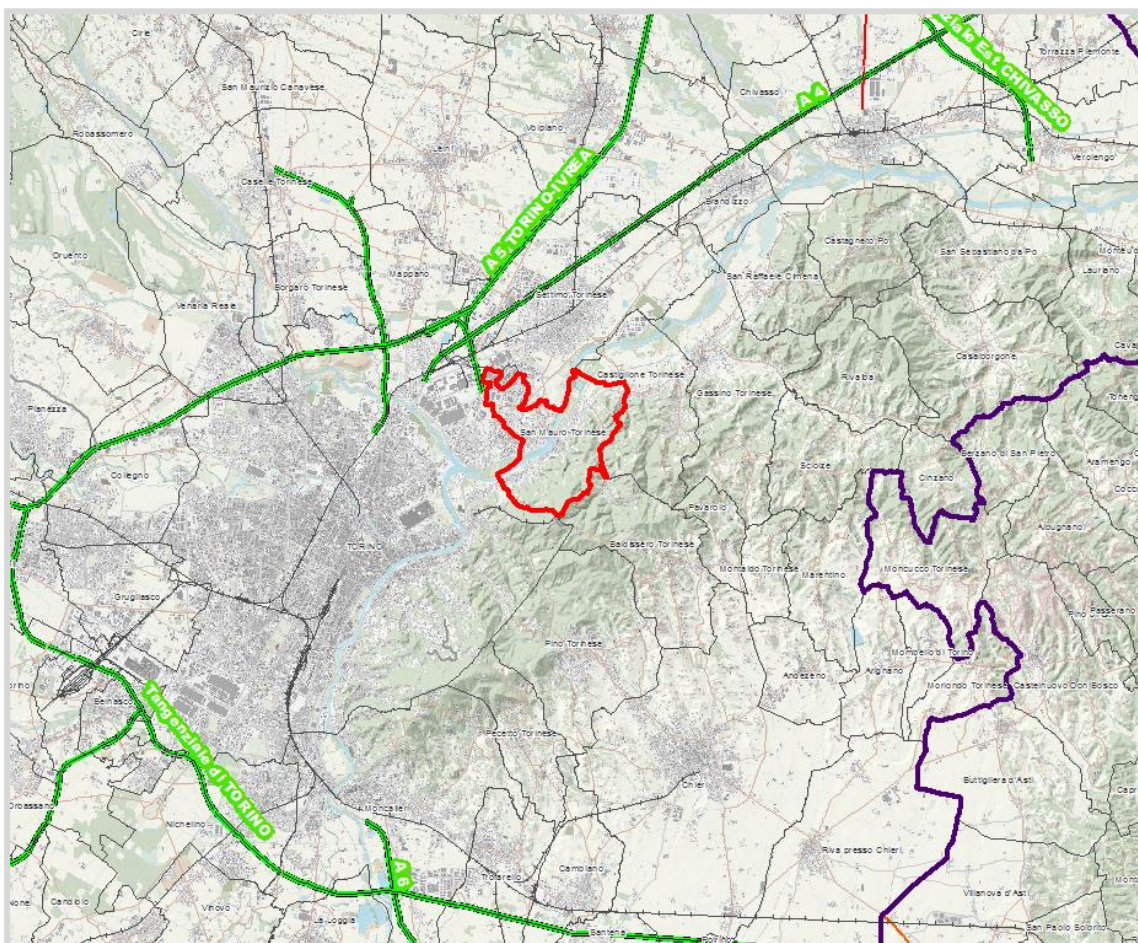 Cirie
Torrazza Piemonte
San Maurizio Canavese
Chivasso
A 4
ziale Est CHIVASSO
Volpiano
Robassomero
Leini
Verolengo
Caselle Torinese
A5 TORINO-IVREA
Brandizzo
Castagneto Po
San Sebastiano da Po
Druento
Mappano
San Raffaele Cimena
Lauriano
Borgaro Torinese
Settimo Torinese
Venaria Reale
Casalborgone
Castiglione Torinese
Rivalba
Pianezza
Gassino Torinese
San Mauro Torinese
Berzano di San Pietro
Aramengo
Collegno
Sciolze
Cinzano
Pavarolo
Albugnano
TORINO
Baldissero Torinese
Montaldo Torinese
Marentino
Moncucco Torinese
Grugliasco
Passerano
Pino Torinese
Mombello di Torino
Arignano
Andezeno
Moriondo Torinese
Castelnuovo Don Bosco
Beinasco
Tangenziale di TORINO
Pecetto Torinese
Chieri
Buttigliera d'Asti
Orbassano
Moncalieri
Nichelino
Riva presso Chieri
A 6
Trofarello
Cambiano
Villanova d'Asti
Candiolo
Vinovo
La Loggia
Santena
San Paolo Solbrito